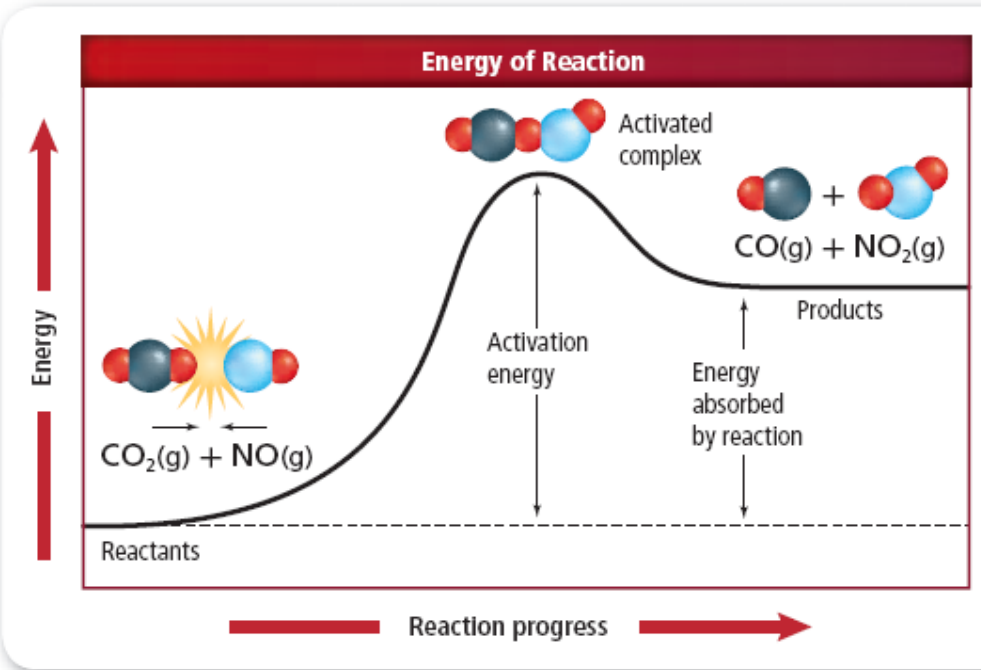 Energy of Reaction
Activated
complex
+
CO(g) + NO₂(g)
Products
Energy
Activation
energy
Energy
absorbed
by reaction
CO₂(g) + NO(g)
Reactants
Reaction progress